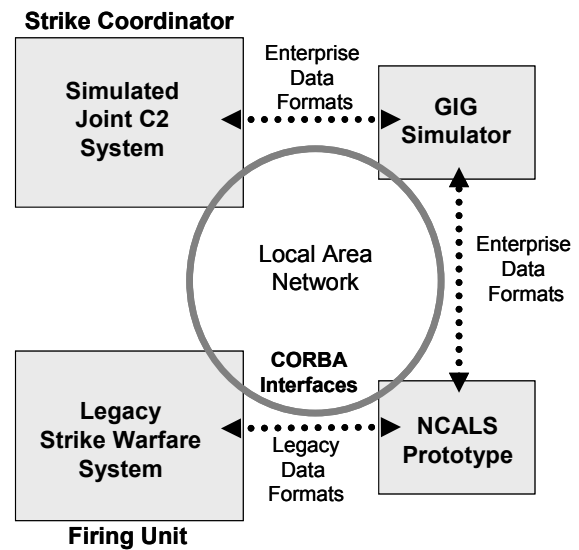 Strike Coordinator
Simulated
Joint C2
System
Enterprise
Data
Formats
GIG
Simulator
Local Area
Network
Enterprise
Data
Formats
CORBA
Interfaces
Legacy
Strike Warfare
System
Legacy
Data
Formats
NCALS
Prototype
Firing Unit